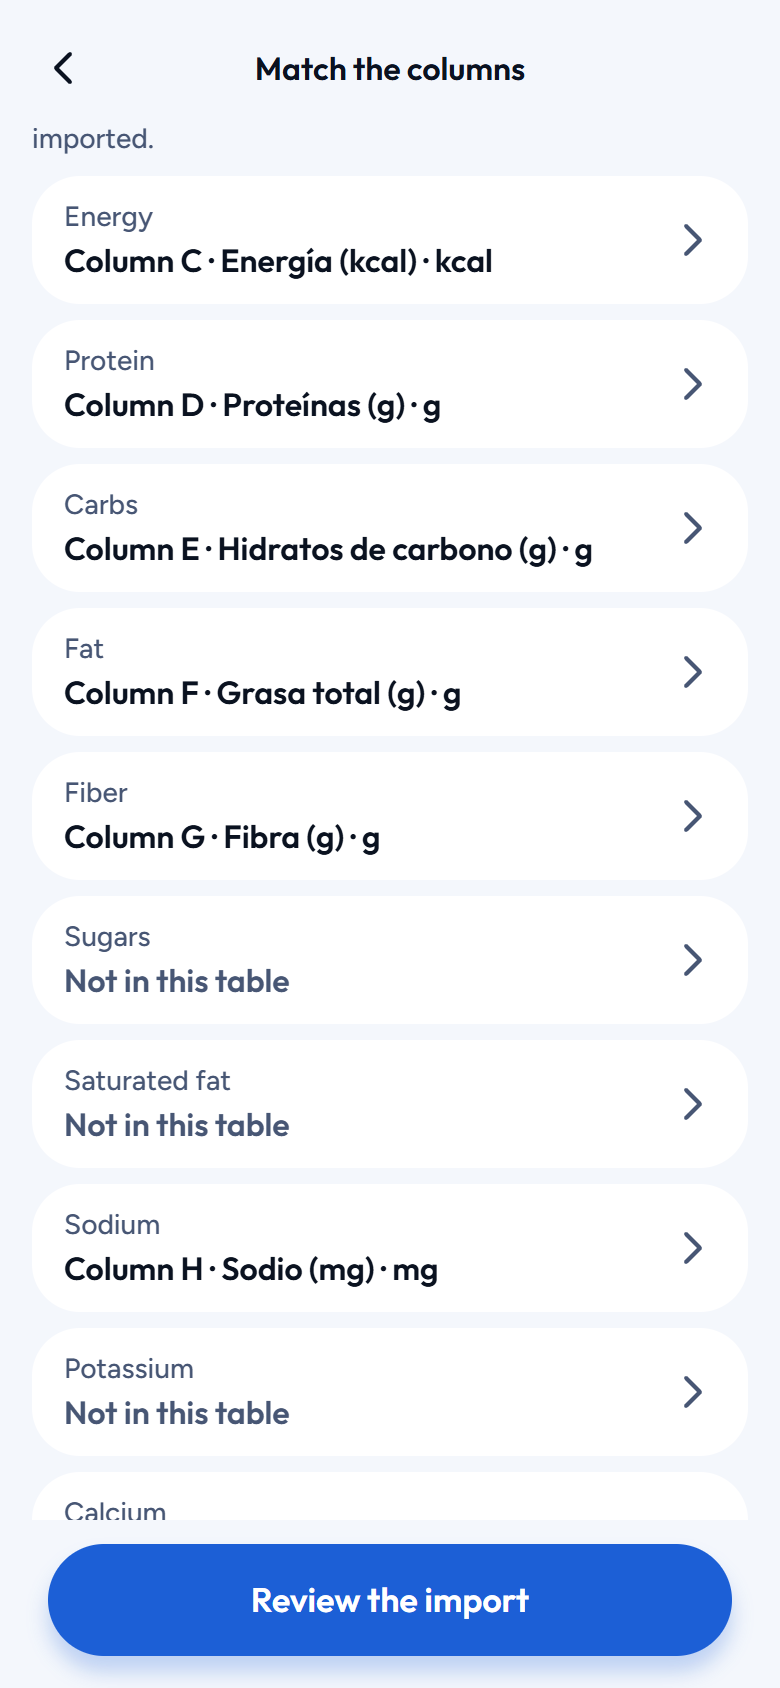 Match the columns
imported.
Energy
Column C · Energía (kcal) · kcal
Protein
Column D · Proteínas (g) · g
Carbs
Column E · Hidratos de carbono (g) · g
Fat
Column F · Grasa total (g) · g
Fiber
Column G · Fibra (g) · g
Sugars
Not in this table
Saturated fat
Not in this table
Sodium
Column H · Sodio (mg) · mg
Potassium
Not in this table
Calcium
Review the import